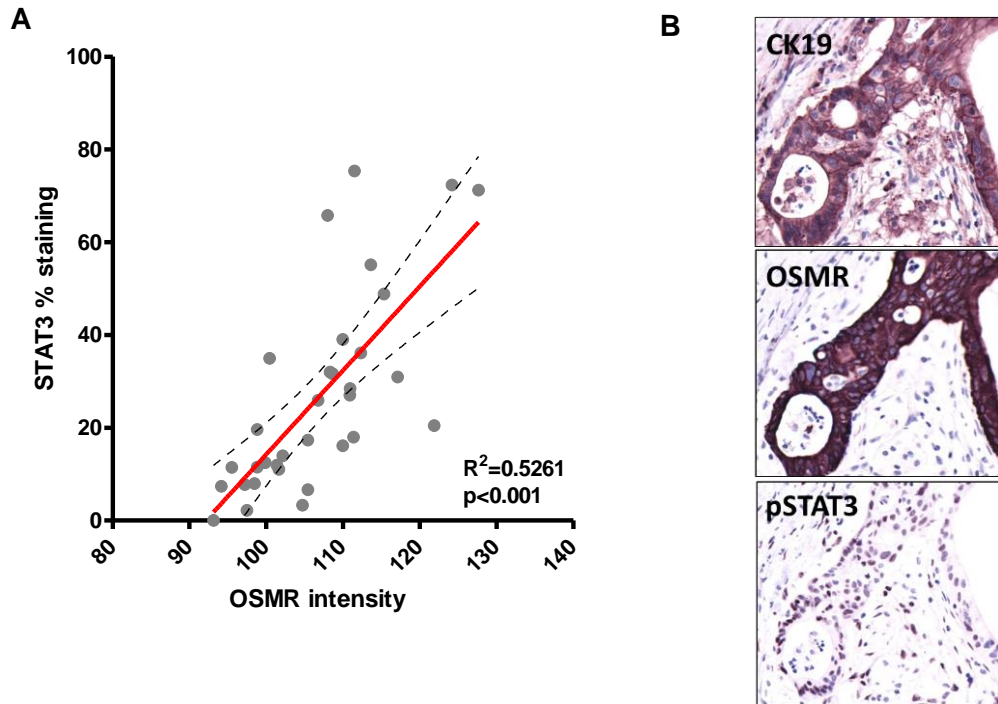 A
STAT3 % staining
100
80
60
40
20
0
80
90
100
110
120
130
140
OSMR intensity
R²=0.5261
p<0.001
B
CK19
OSMR
pSTAT3